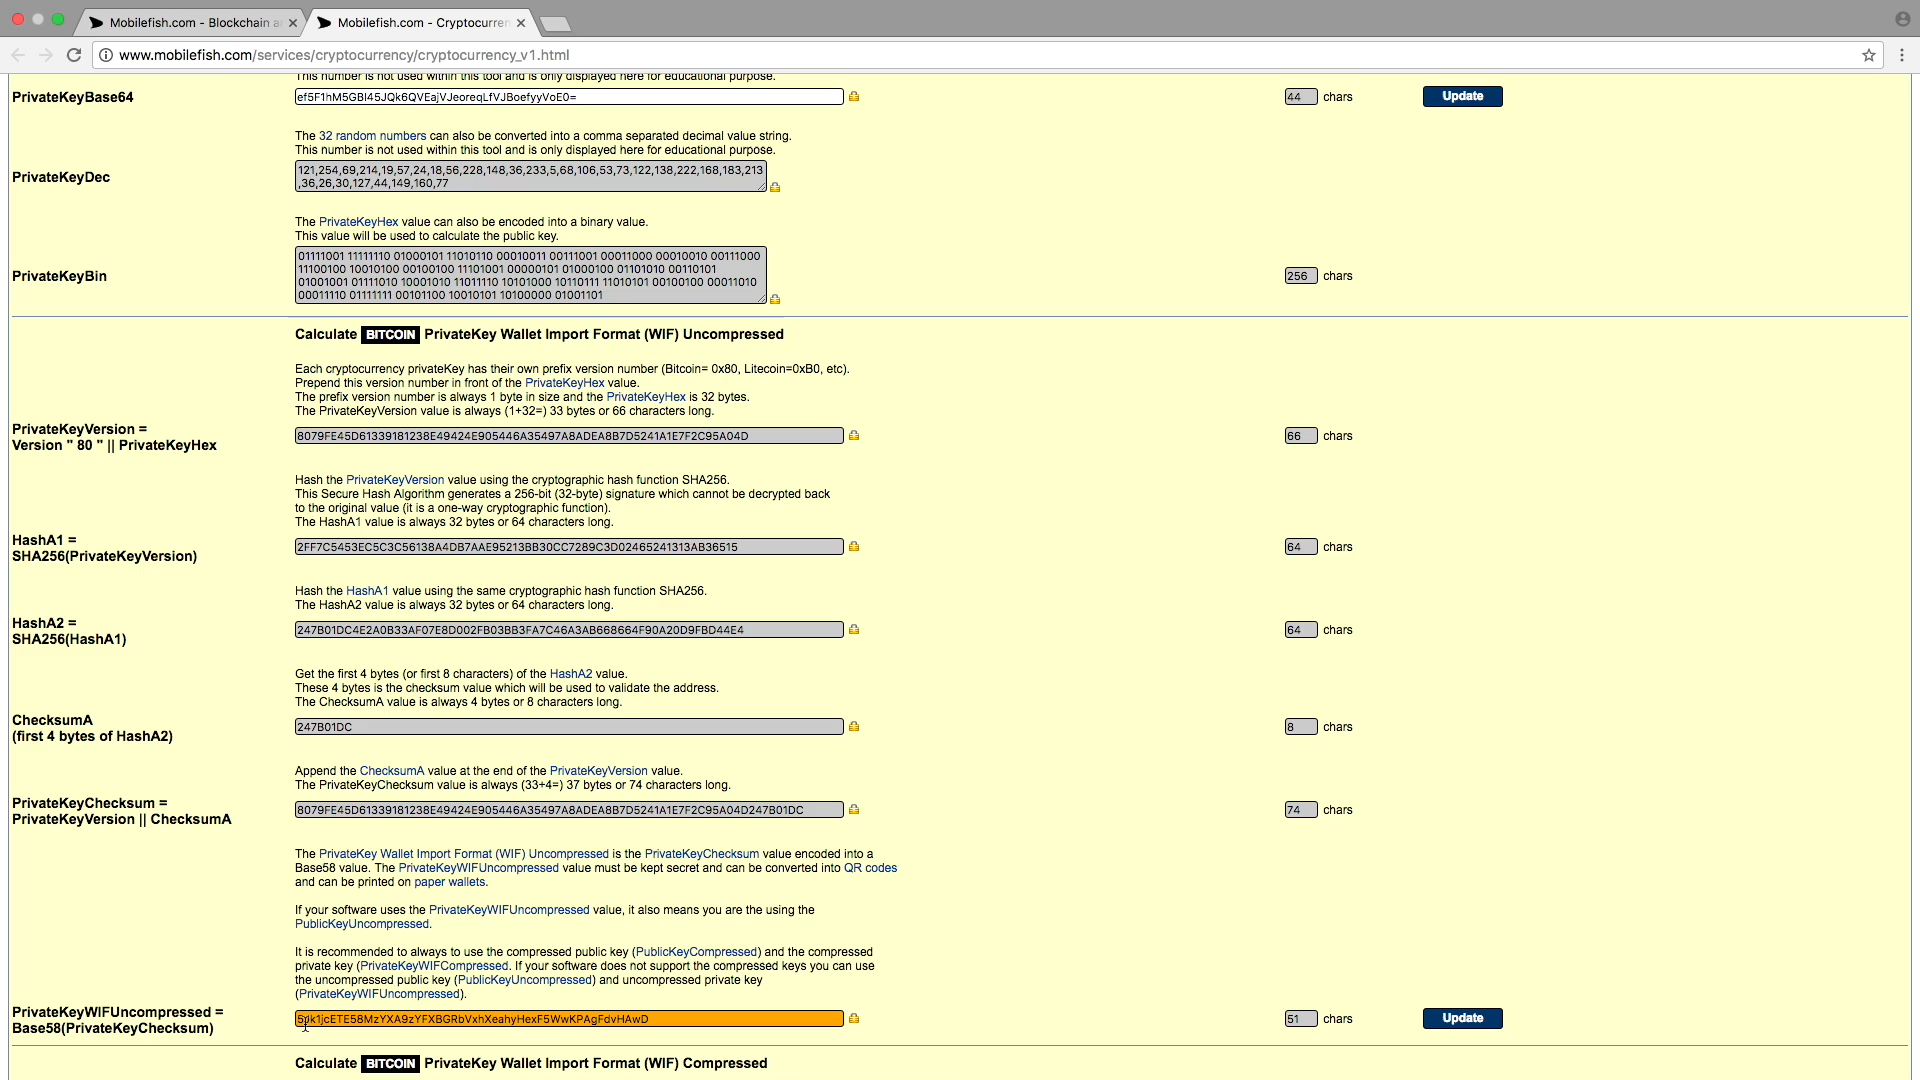 Mobilefish.com - Blockchain a
Mobilefish.com - Cryptocurren
www.mobilefish.com/services/cryptocurrency/cryptocurrency_v1.html
This number is not used within this tool and is only displayed here for educational purpose.
PrivateKeyBase64
ef5F1hM5GBI45JQk6QVEajVJeoreqLfVJBoefyyVoE0=
44 chars
Update
The 32 random numbers can also be converted into a comma separated decimal value string.
This number is not used within this tool and is only displayed here for educational purpose.
PrivateKeyDec
121,254,69,214,19,57,24,18,56,228,148,36,233,5,68,106,53,73,122,138,222,168,183,213
,36,26,30,127,44,149,160,77
The PrivateKeyHex value can also be encoded into a binary value.
This value will be used to calculate the public key.
PrivateKeyBin
01111001 11111110 01000101 11010110 00010011 00111001 00011000 00010010 00111000
11100100 10010100 00100100 11101001 00000101 01000100 01101010 00110101
01001001 01111010 10001010 11011110 10101000 10110111 11010101 00100100 00011010
00011110 01111111 00101100 10010101 10100000 01001101
256 chars
Calculate BITCOIN PrivateKey Wallet Import Format (WIF) Uncompressed
Each cryptocurrency privateKey has their own prefix version number (Bitcoin= 0x80, Litecoin=0xB0, etc).
Prepend this version number in front of the PrivateKeyHex value.
The prefix version number is always 1 byte in size and the PrivateKeyHex is 32 bytes.
The PrivateKeyVersion value is always (1+32=) 33 bytes or 66 characters long.
PrivateKeyVersion =
Version " 80 " || PrivateKeyHex
8079FE45D61339181238E49424E905446A35497A8ADEA8B7D5241A1E7F2C95A04D
66 chars
Hash the PrivateKeyVersion value using the cryptographic hash function SHA256.
This Secure Hash Algorithm generates a 256-bit (32-byte) signature which cannot be decrypted back
to the original value (it is a one-way cryptographic function).
The HashA1 value is always 32 bytes or 64 characters long.
HashA1 =
SHA256(PrivateKeyVersion)
2FF7C5453EC5C3C56138A4DB7AAE95213BB30CC7289C3D02465241313AB36515
64 chars
Hash the HashA1 value using the same cryptographic hash function SHA256.
The HashA2 value is always 32 bytes or 64 characters long.
HashA2 =
SHA256(HashA1)
247B01DC4E2A0B33AF07E8D002FB03BB3FA7C46A3AB668664F90A20D9FBD44E4
64 chars
Get the first 4 bytes (or first 8 characters) of the HashA2 value.
These 4 bytes is the checksum value which will be used to validate the address.
The ChecksumA value is always 4 bytes or 8 characters long.
ChecksumA
(first 4 bytes of HashA2)
247B01DC
8 chars
Append the ChecksumA value at the end of the PrivateKeyVersion value.
The PrivateKeyChecksum value is always (33+4=) 37 bytes or 74 characters long.
PrivateKeyChecksum =
PrivateKeyVersion || ChecksumA
8079FE45D61339181238E49424E905446A35497A8ADEA8B7D5241A1E7F2C95A04D247B01DC
74 chars
The PrivateKey Wallet Import Format (WIF) Uncompressed is the PrivateKeyChecksum value encoded into a
Base58 value. The PrivateKeyWIFUncompressed value must be kept secret and can be converted into QR codes
and can be printed on paper wallets.
If your software uses the PrivateKeyWIFUncompressed value, it also means you are the using the
PublicKeyUncompressed.
It is recommended to always to use the compressed public key (PublicKeyCompressed) and the compressed
private key (PrivateKeyWIFCompressed. If your software does not support the compressed keys you can use
the uncompressed public key (PublicKeyUncompressed) and uncompressed private key
(PrivateKeyWIFUncompressed).
PrivateKeyWIFUncompressed =
Base58(PrivateKeyChecksum)
51 chars
Update
Calculate BITCOIN PrivateKey Wallet Import Format (WIF) Compressed